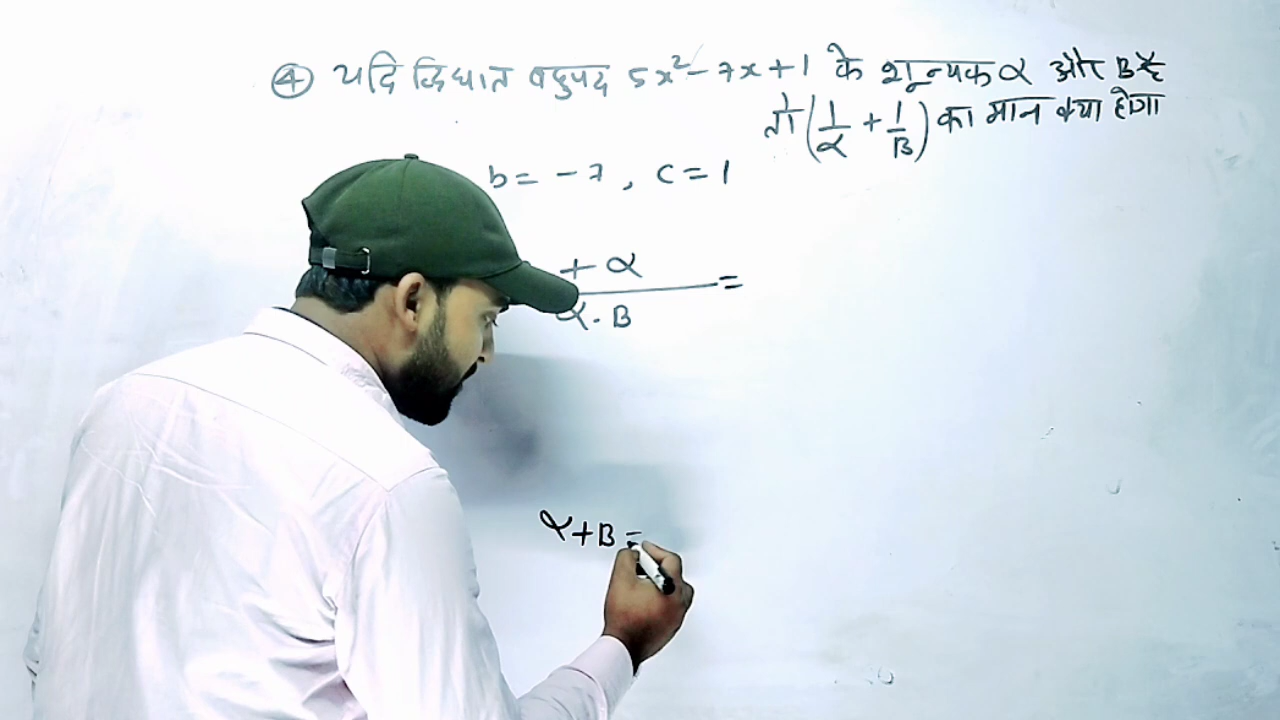 ④ यदि द्विघात बहुपद 5x² - 7x + 1 के शून्यक α और β है
तो (1/α + 1/β) का मान क्या होगा
b = - 7 , c = 1
+ α
α . β =
α + β =